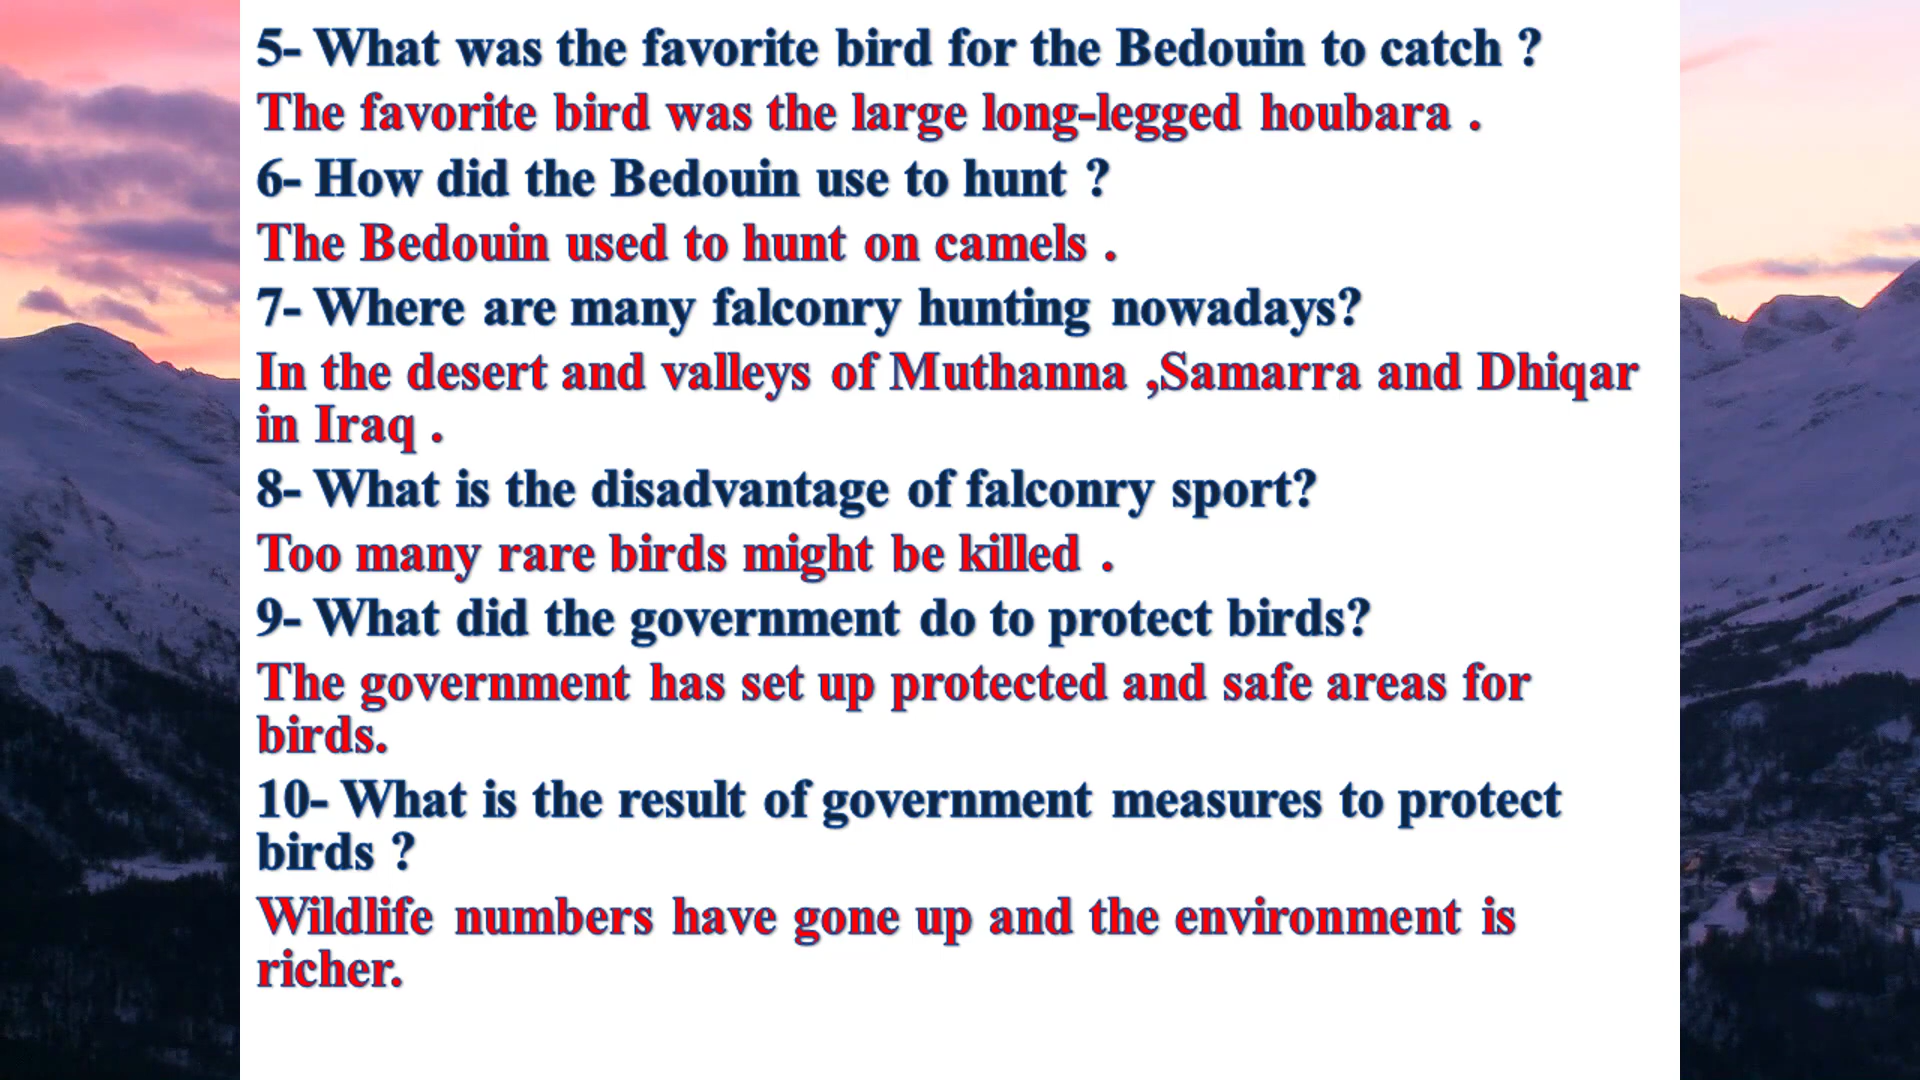 5- What was the favorite bird for the Bedouin to catch ?
The favorite bird was the large long-legged houbara .
6- How did the Bedouin use to hunt ?
The Bedouin used to hunt on camels .
7- Where are many falconry hunting nowadays?
In the desert and valleys of Muthanna ,Samarra and Dhiqar
in Iraq .
8- What is the disadvantage of falconry sport?
Too many rare birds might be killed .
9- What did the government do to protect birds?
The government has set up protected and safe areas for
birds.
10- What is the result of government measures to protect
birds ?
Wildlife numbers have gone up and the environment is
richer.